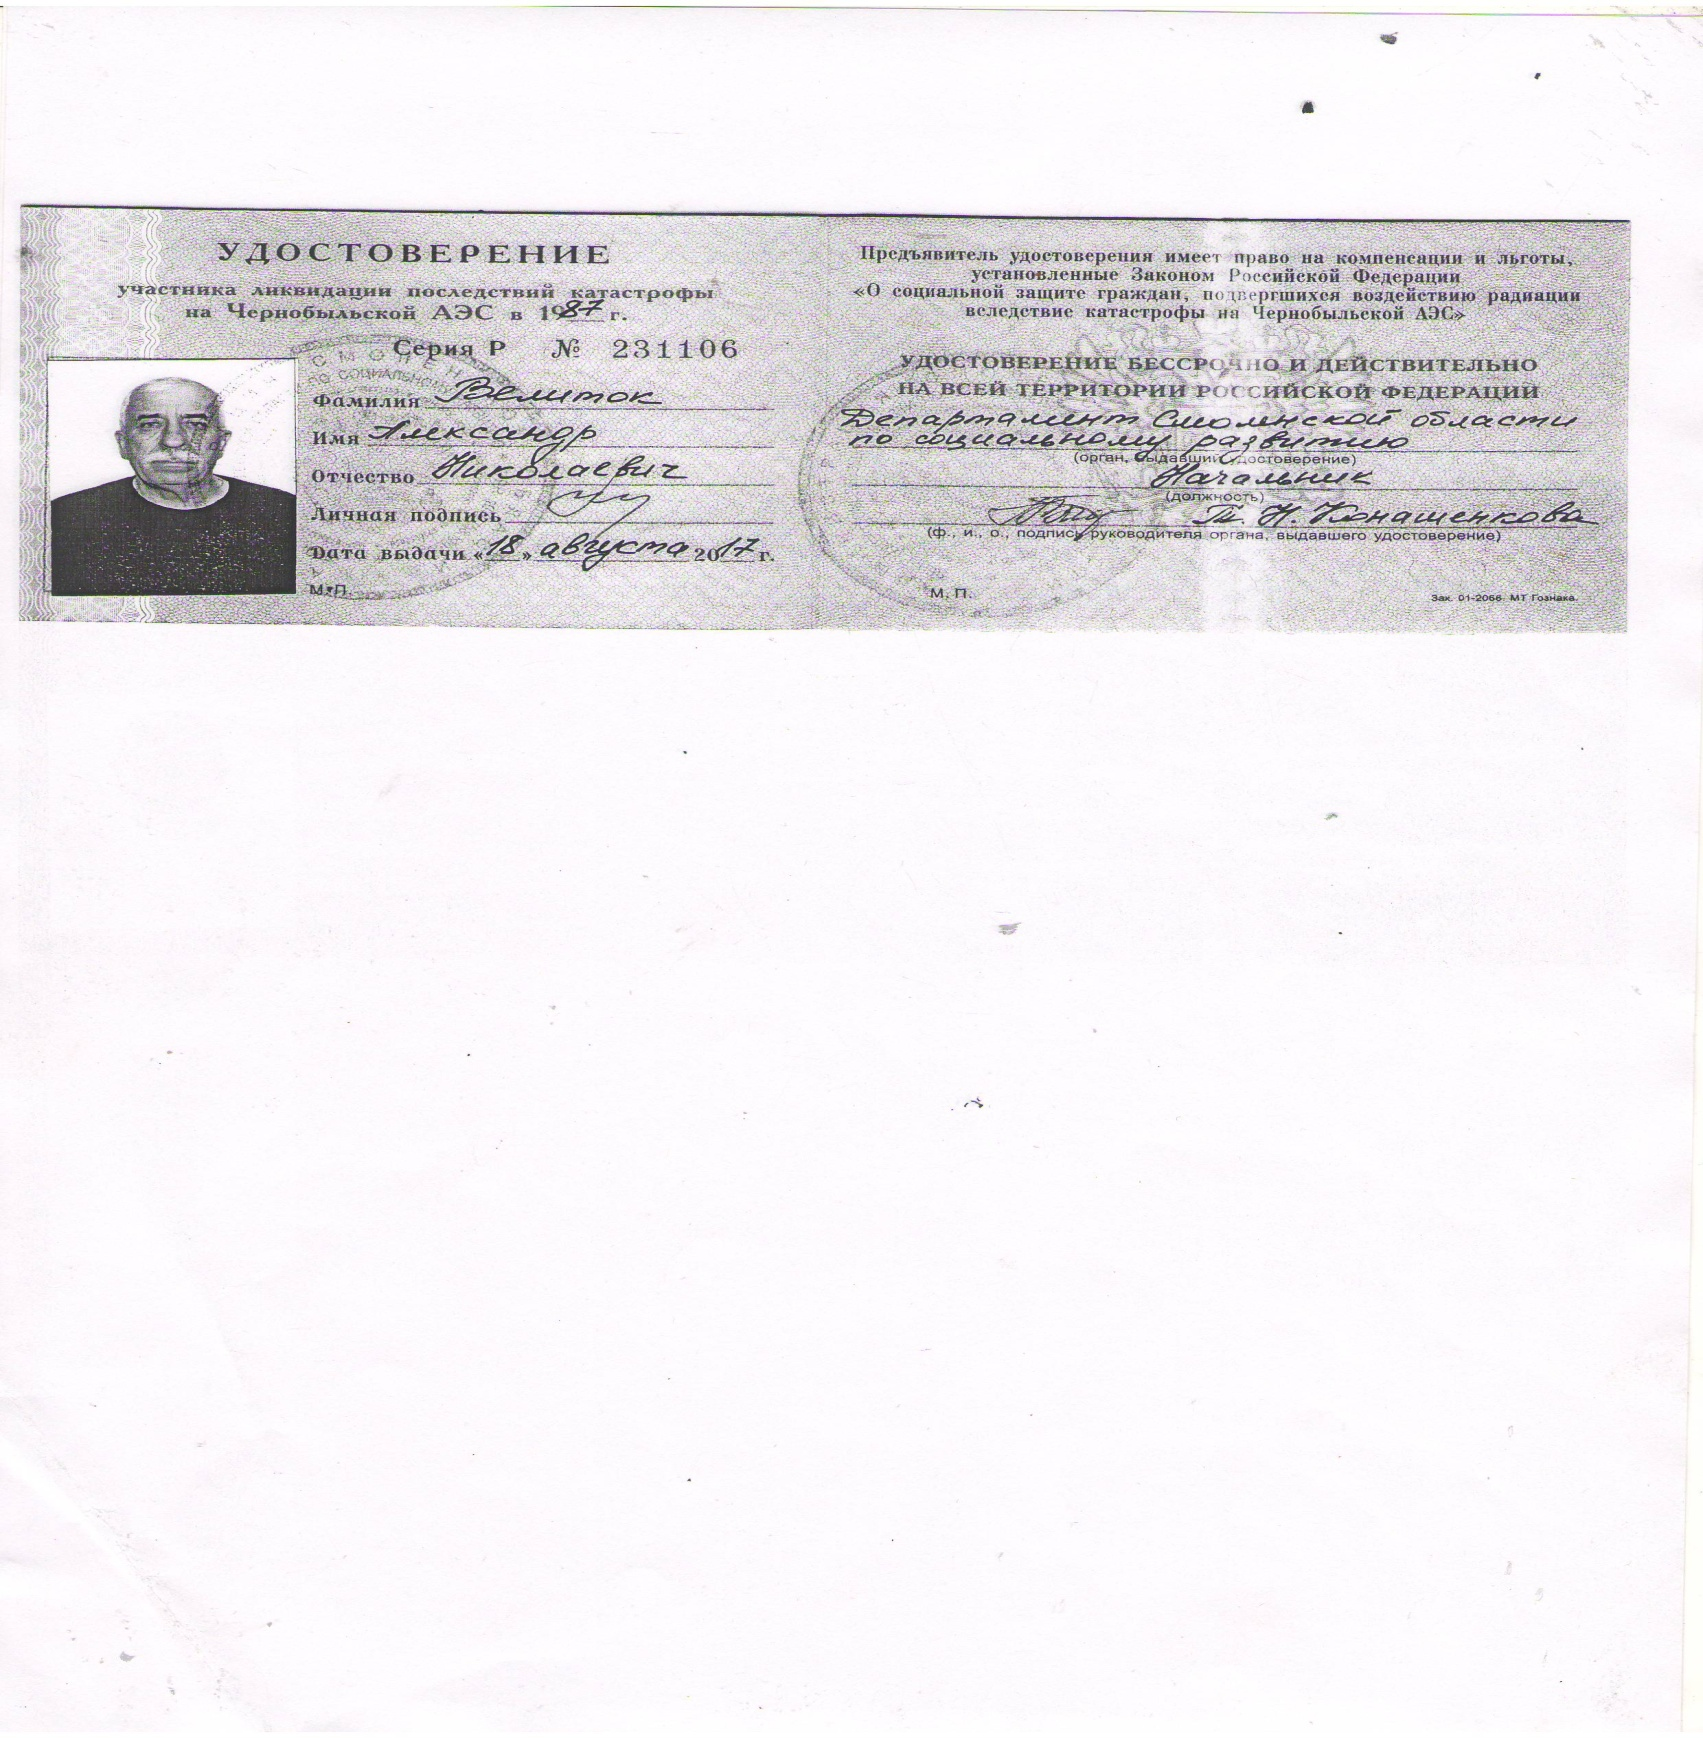 УДОСТОВЕРЕНИЕ
участника ликвидации последствий катастрофы
на Чернобыльской АЭС в 1987 г.
Серия Р № 231106
Фамилия Велиток
Имя Александр
Отчество Николаевич
Личная подпись
Дата выдачи «18» августа 2017 г.
М.П.
Предъявитель удостоверения имеет право на компенсации и льготы,
установленные Законом Российской Федерации
«О социальной защите граждан, подвергшихся воздействию радиации
вследствие катастрофы на Чернобыльской АЭС»
УДОСТОВЕРЕНИЕ БЕССРОЧНО И ДЕЙСТВИТЕЛЬНО
НА ВСЕЙ ТЕРРИТОРИИ РОССИЙСКОЙ ФЕДЕРАЦИИ
Департамент Смоленской области
по социальному развитию
(орган, выдавший удостоверение)
Начальник
(должность)
Т. Н. Конашенкова
(ф., и., о., подпись руководителя органа, выдавшего удостоверение)
М. П.
Зак. 01-2066. МТ Гознака.